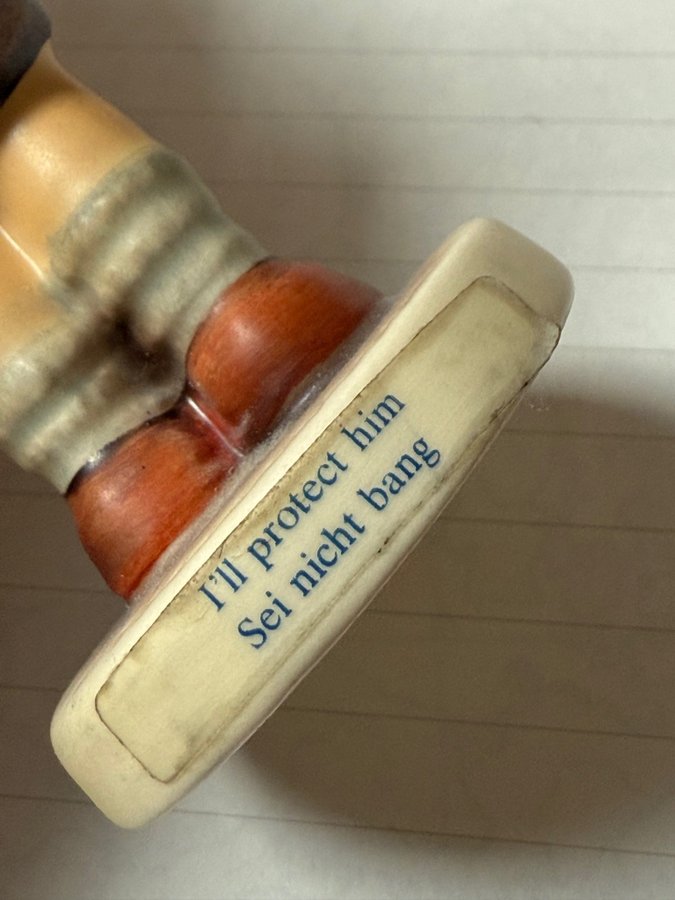 I'll protect him
Sei nicht bang